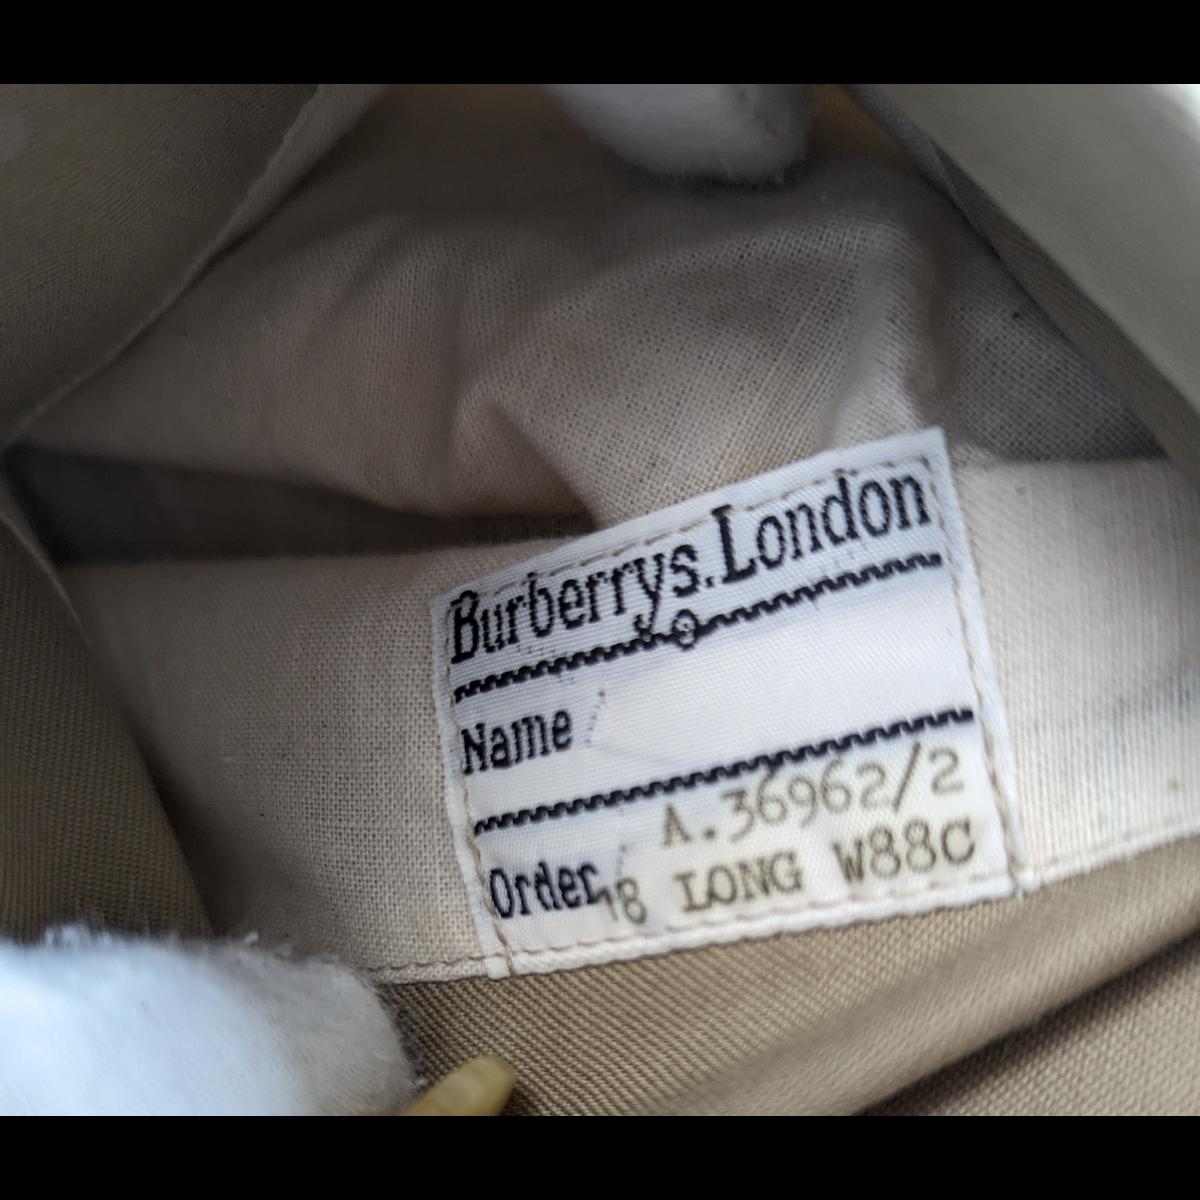 Burberrys. London
Name
A.36962/2
Order 18 LONG W88C